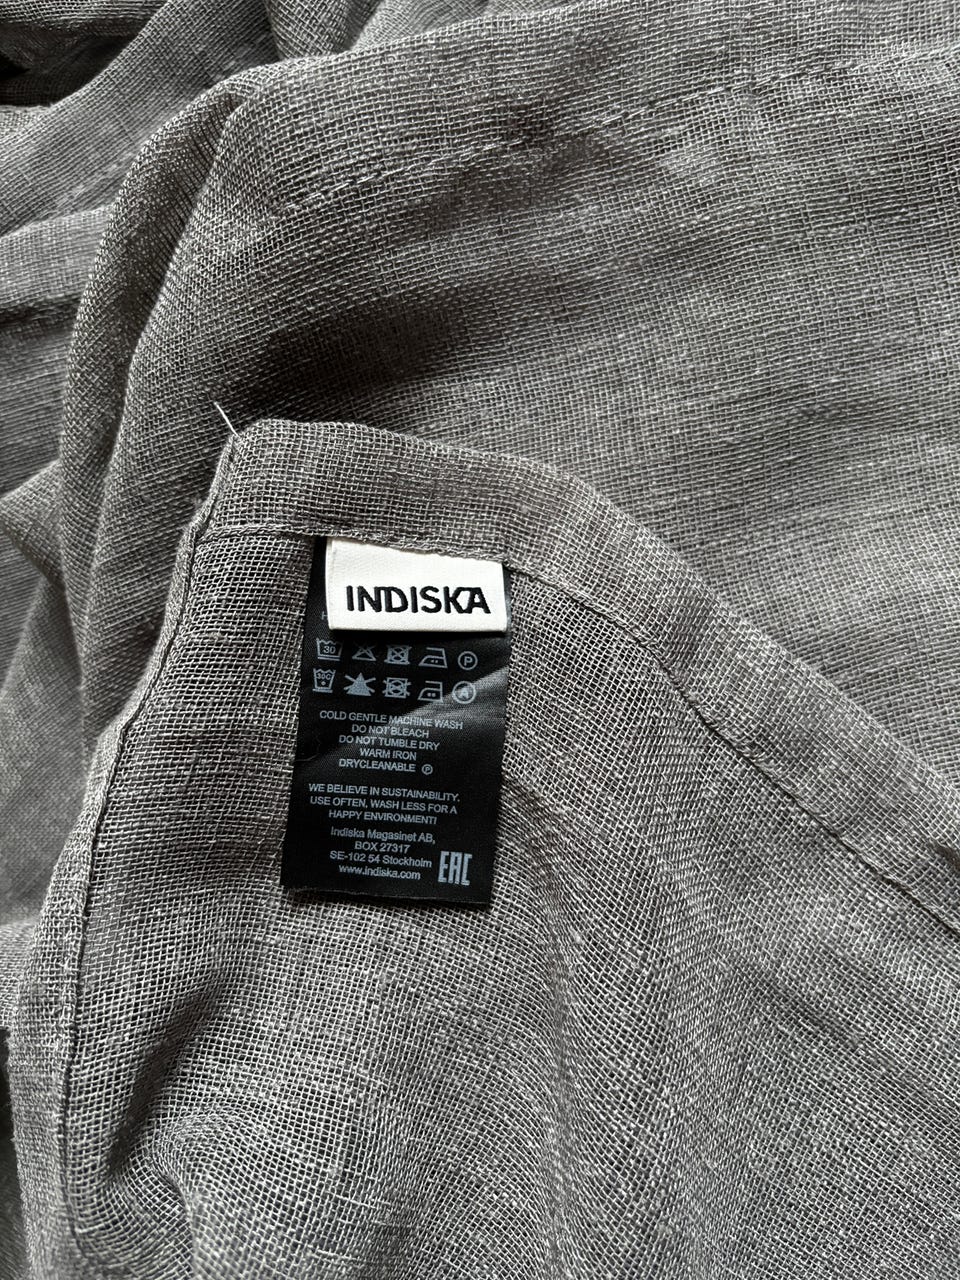 INDISKA
30
P
30C
A
COLD GENTLE MACHINE WASH
DO NOT BLEACH
DO NOT TUMBLE DRY
WARM IRON
DRYCLEANABLE Ⓟ
WE BELIEVE IN SUSTAINABILITY,
USE OFTEN, WASH LESS FOR A
HAPPY ENVIRONMENT!
Indiska Magasinet AB,
BOX 27317
SE-102 54 Stockholm
www.indiska.com
EAC